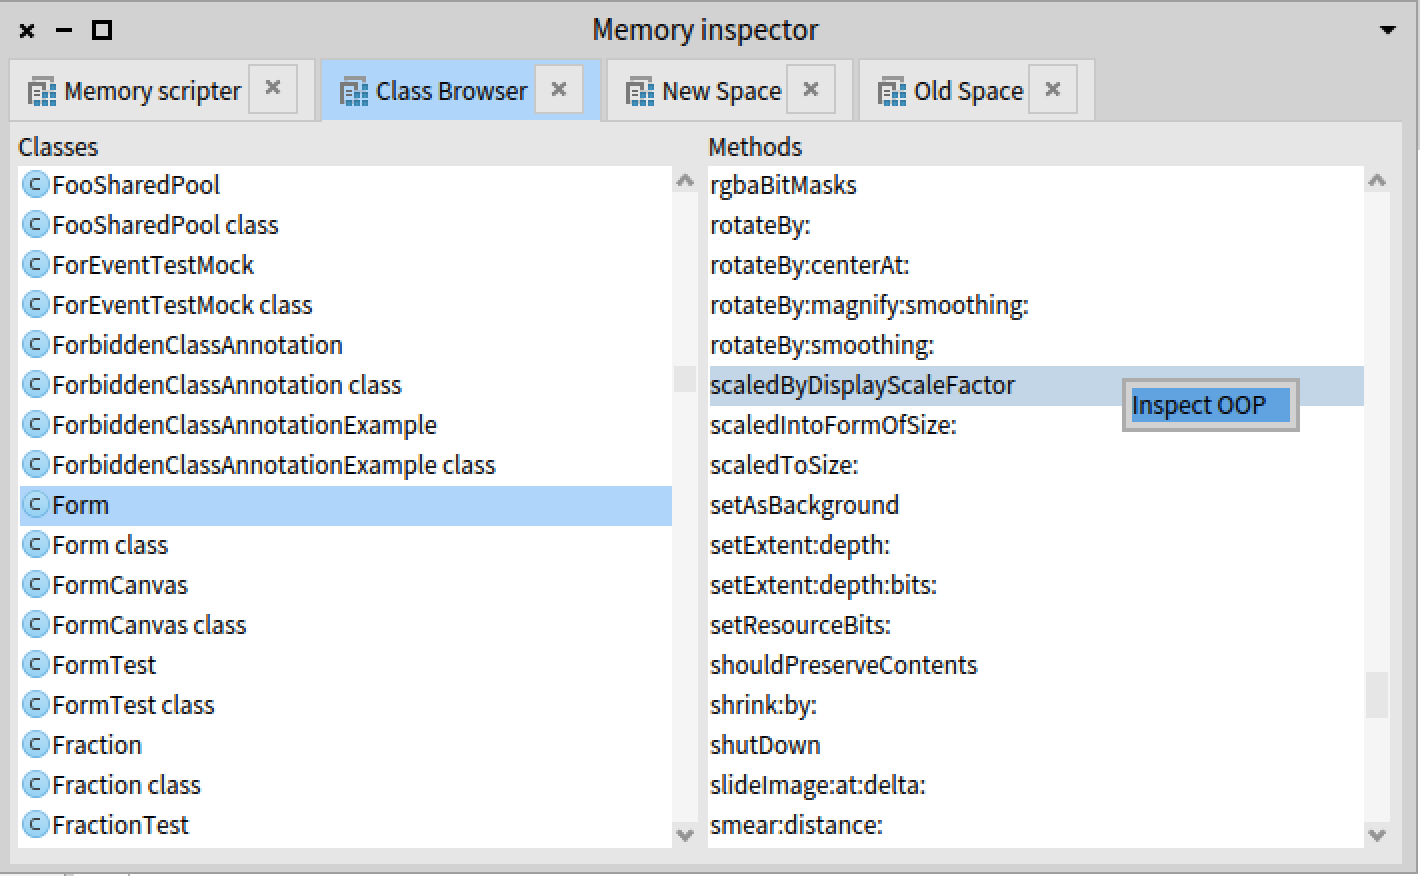 Memory inspector
Memory scripter
Class Browser
New Space
Old Space
Classes
FooSharedPool
FooSharedPool class
ForEventTestMock
ForEventTestMock class
ForbiddenClassAnnotation
ForbiddenClassAnnotation class
ForbiddenClassAnnotationExample
ForbiddenClassAnnotationExample class
Form
Form class
FormCanvas
FormCanvas class
FormTest
FormTest class
Fraction
Fraction class
FractionTest
Methods
rgbaBitMasks
rotateBy:
rotateBy:centerAt:
rotateBy:magnify:smoothing:
rotateBy:smoothing:
scaledByDisplayScaleFactor
Inspect OOP
scaledIntoFormOfSize:
scaledToSize:
setAsBackground
setExtent:depth:
setExtent:depth:bits:
setResourceBits:
shouldPreserveContents
shrink:by:
shutDown
slideImage:at:delta:
smear:distance: